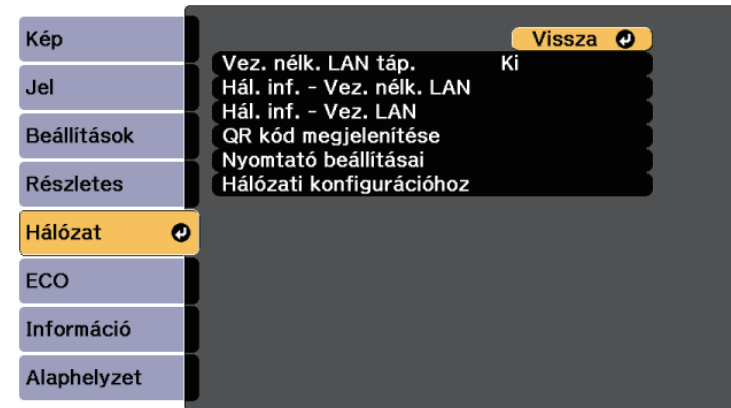 Kép
Jel
Beállítások
Részletes
Hálózat
ECO
Információ
Alaphelyzet
Vissza
Vez. nélk. LAN táp. Ki
Hál. inf. - Vez. nélk. LAN
Hál. inf. - Vez. LAN
QR kód megjelenítése
Nyomtató beállításai
Hálózati konfigurációhoz